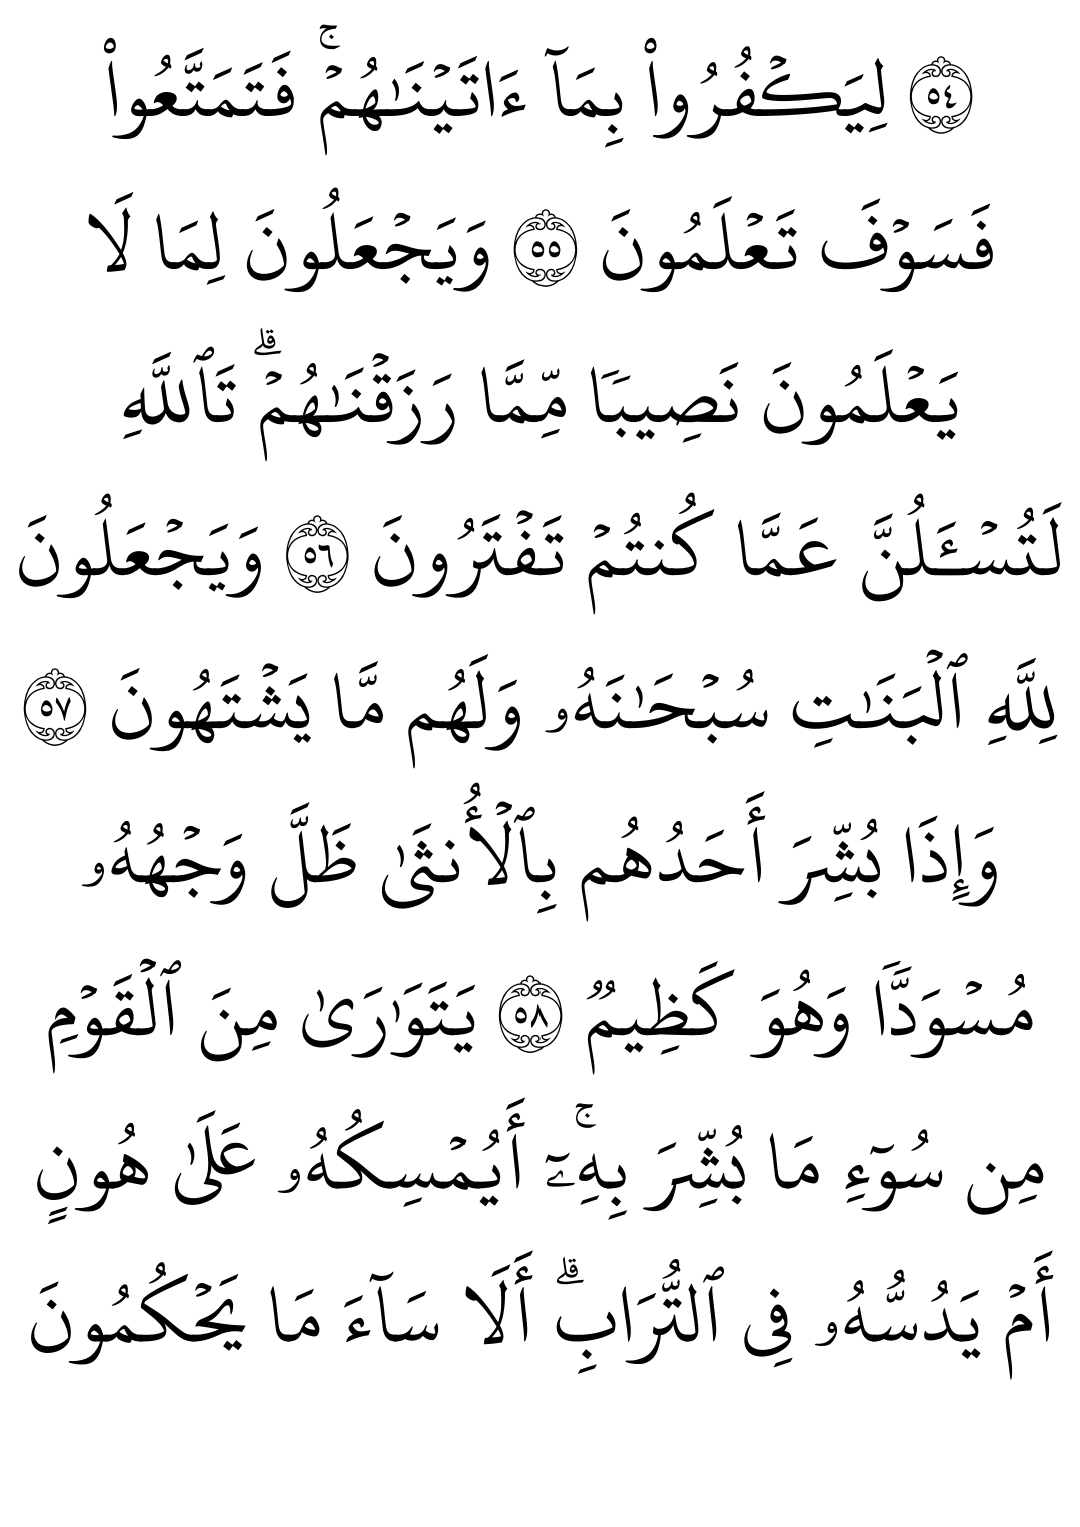 ٥٤ لِيَكۡفُرُواْ بِمَآ ءَاتَيۡنَٰهُمۡۚ فَتَمَتَّعُواْ
فَسَوۡفَ تَعۡلَمُونَ ٥٥ وَيَجۡعَلُونَ لِمَا لَا
يَعۡلَمُونَ نَصِيبٗا مِّمَّا رَزَقۡنَٰهُمۡۗ تَٱللَّهِ
لَتُسۡـَٔلُنَّ عَمَّا كُنتُمۡ تَفۡتَرُونَ ٥٦ وَيَجۡعَلُونَ
لِلَّهِ ٱلۡبَنَٰتِ سُبۡحَٰنَهُۥ وَلَهُم مَّا يَشۡتَهُونَ ٥٧
وَإِذَا بُشِّرَ أَحَدُهُم بِٱلۡأُنثَىٰ ظَلَّ وَجۡهُهُۥ
مُسۡوَدّٗا وَهُوَ كَظِيمٞ ٥٨ يَتَوَٰرَىٰ مِنَ ٱلۡقَوۡمِ
مِن سُوٓءِ مَا بُشِّرَ بِهِۦٓۚ أَيُمۡسِكُهُۥ عَلَىٰ هُونٍ
أَمۡ يَدُسُّهُۥ فِي ٱلتُّرَابِۗ أَلَا سَآءَ مَا يَحۡكُمُونَ